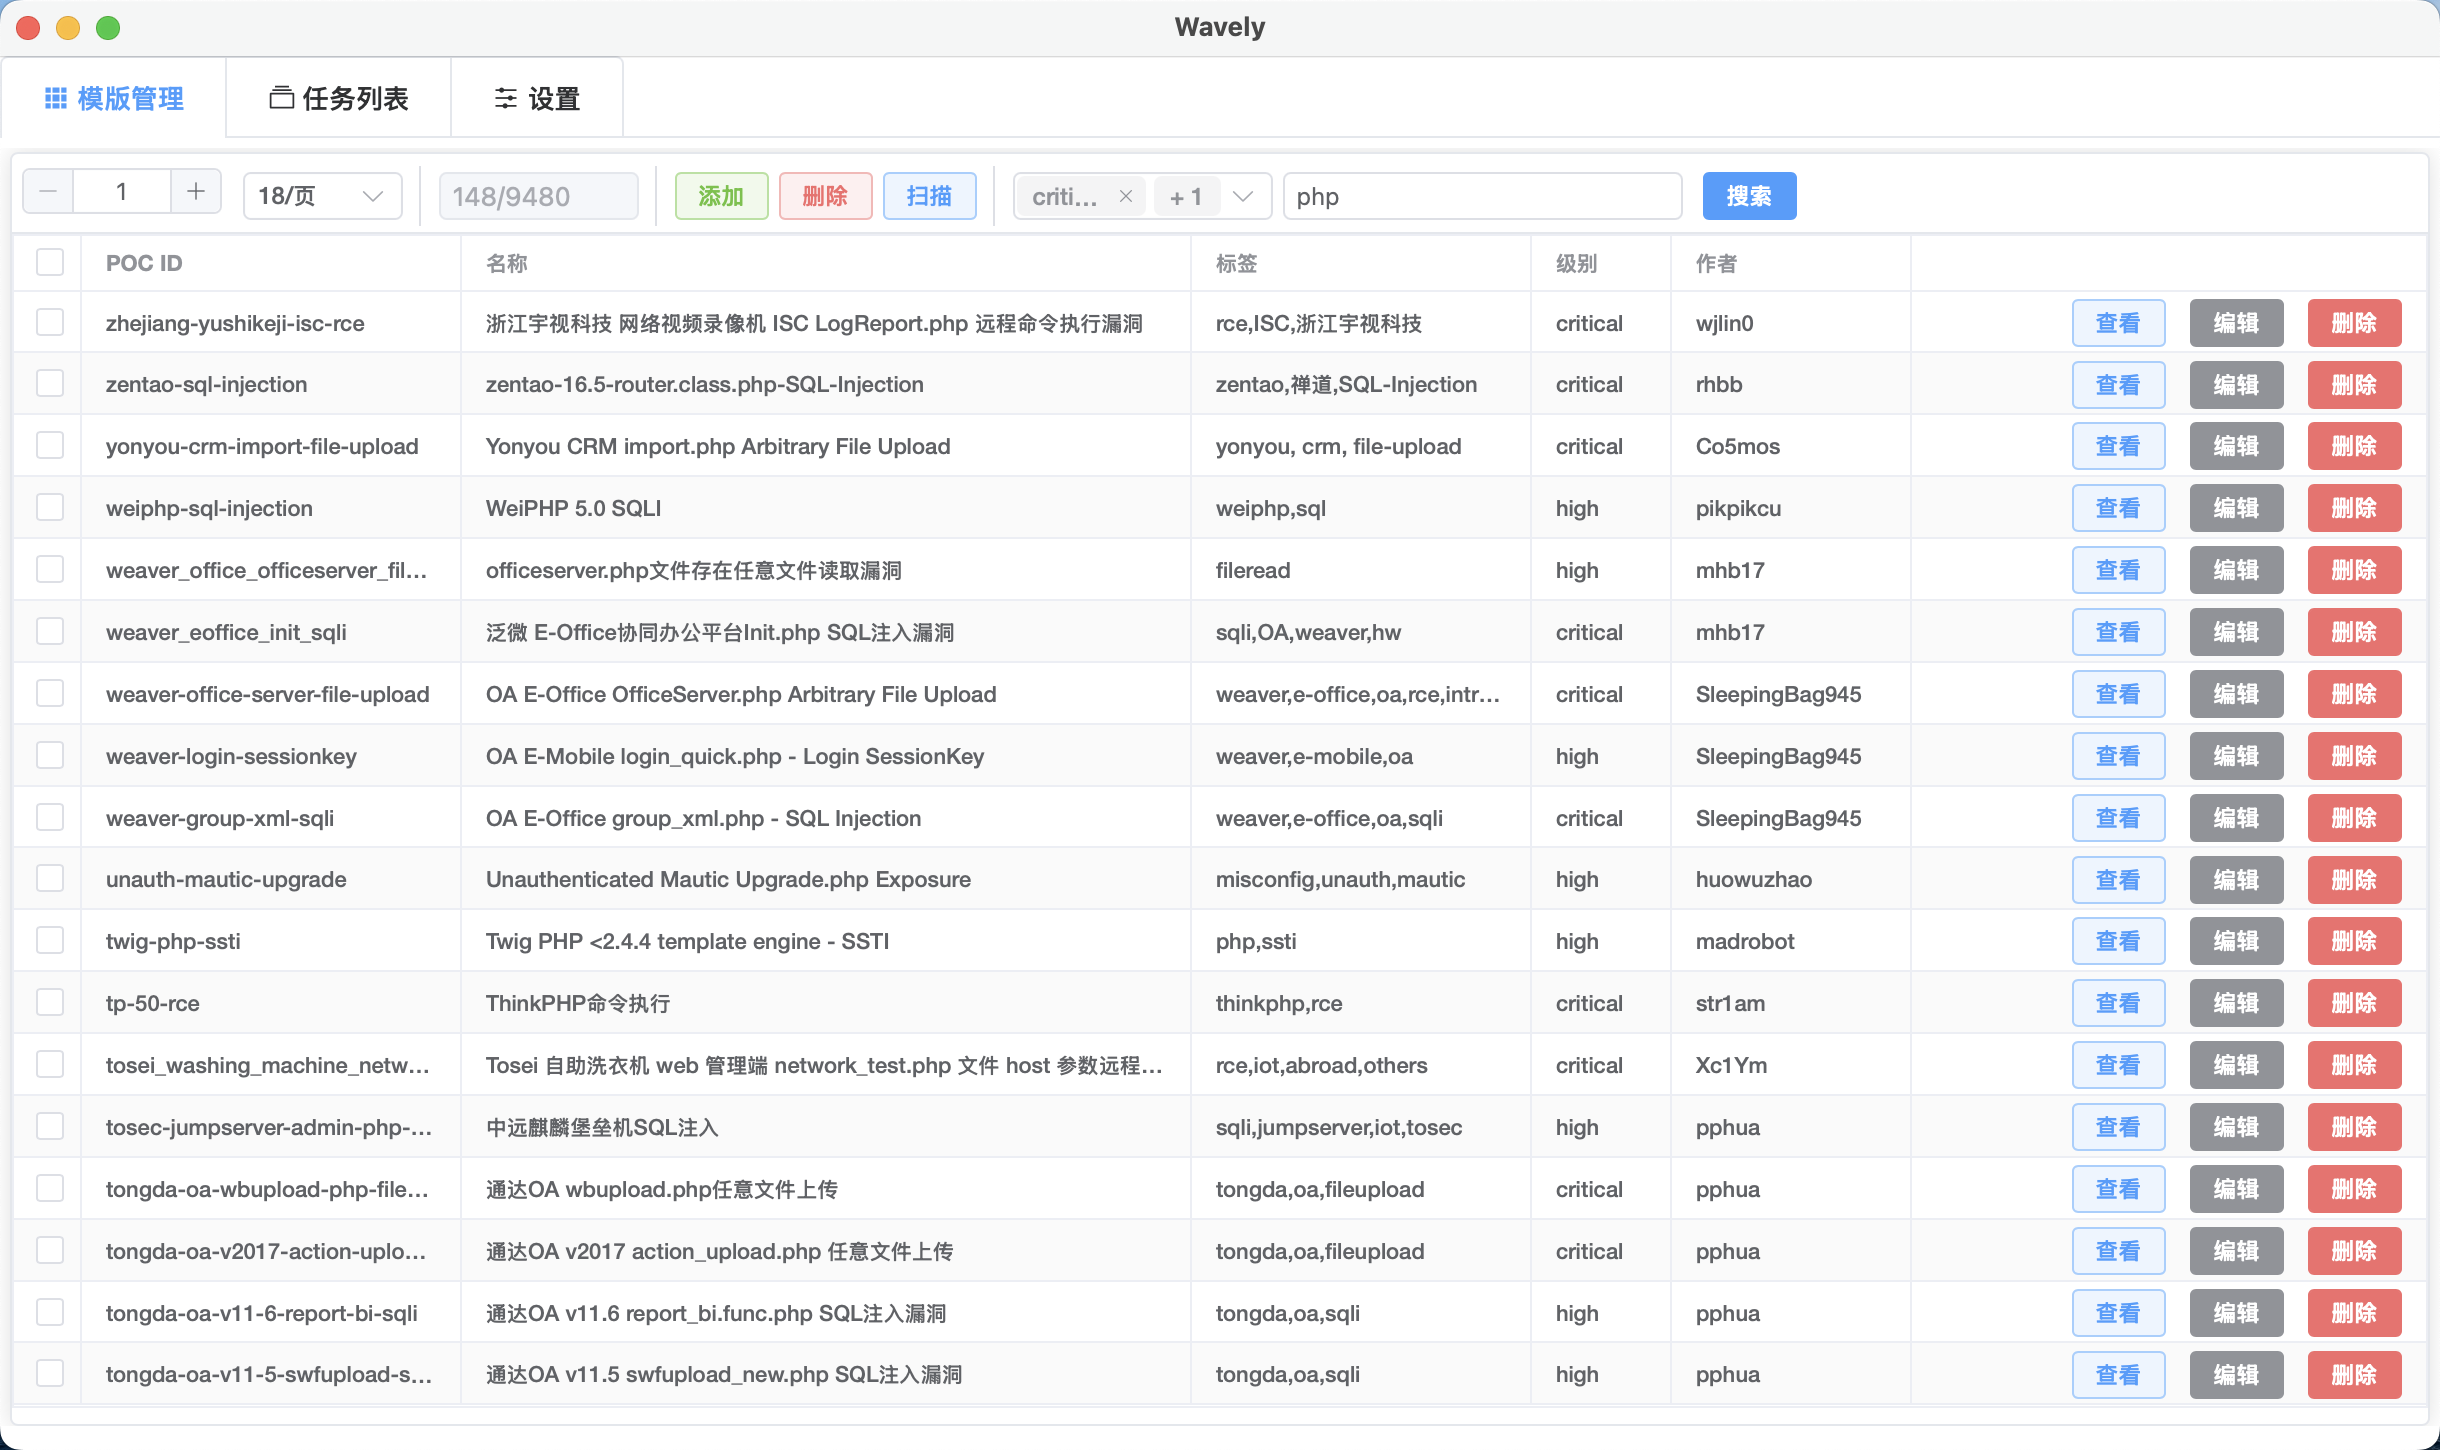 Wavely
模版管理 任务列表 设置
1 18/页 148/9480 添加 删除 扫描 criti... + 1 php 搜索
POC ID 名称 标签 级别 作者
zhejiang-yushikeji-isc-rce 浙江宇视科技 网络视频录像机 ISC LogReport.php 远程命令执行漏洞 rce,ISC,浙江宇视科技 critical wjlin0 查看 编辑 删除
zentao-sql-injection zentao-16.5-router.class.php-SQL-Injection zentao,禅道,SQL-Injection critical rhbb 查看 编辑 删除
yonyou-crm-import-file-upload Yonyou CRM import.php Arbitrary File Upload yonyou, crm, file-upload critical Co5mos 查看 编辑 删除
weiphp-sql-injection WeiPHP 5.0 SQLI weiphp,sql high pikpikcu 查看 编辑 删除
weaver_office_officeserver_fil... officeserver.php文件存在任意文件读取漏洞 fileread high mhb17 查看 编辑 删除
weaver_eoffice_init_sqli 泛微 E-Office协同办公平台Init.php SQL注入漏洞 sqli,OA,weaver,hw critical mhb17 查看 编辑 删除
weaver-office-server-file-upload OA E-Office OfficeServer.php Arbitrary File Upload weaver,e-office,oa,rce,intr... critical SleepingBag945 查看 编辑 删除
weaver-login-sessionkey OA E-Mobile login_quick.php - Login SessionKey weaver,e-mobile,oa high SleepingBag945 查看 编辑 删除
weaver-group-xml-sqli OA E-Office group_xml.php - SQL Injection weaver,e-office,oa,sqli critical SleepingBag945 查看 编辑 删除
unauth-mautic-upgrade Unauthenticated Mautic Upgrade.php Exposure misconfig,unauth,mautic high huowuzhao 查看 编辑 删除
twig-php-ssti Twig PHP <2.4.4 template engine - SSTI php,ssti high madrobot 查看 编辑 删除
tp-50-rce ThinkPHP命令执行 thinkphp,rce critical str1am 查看 编辑 删除
tosei_washing_machine_netw... Tosei 自助洗衣机 web 管理端 network_test.php 文件 host 参数远程... rce,iot,abroad,others critical Xc1Ym 查看 编辑 删除
tosec-jumpserver-admin-php-... 中远麒麟堡垒机SQL注入 sqli,jumpserver,iot,tosec high pphua 查看 编辑 删除
tongda-oa-wbupload-php-file... 通达OA wbupload.php任意文件上传 tongda,oa,fileupload critical pphua 查看 编辑 删除
tongda-oa-v2017-action-uplo... 通达OA v2017 action_upload.php 任意文件上传 tongda,oa,fileupload critical pphua 查看 编辑 删除
tongda-oa-v11-6-report-bi-sqli 通达OA v11.6 report_bi.func.php SQL注入漏洞 tongda,oa,sqli high pphua 查看 编辑 删除
tongda-oa-v11-5-swfupload-s... 通达OA v11.5 swfupload_new.php SQL注入漏洞 tongda,oa,sqli high pphua 查看 编辑 删除